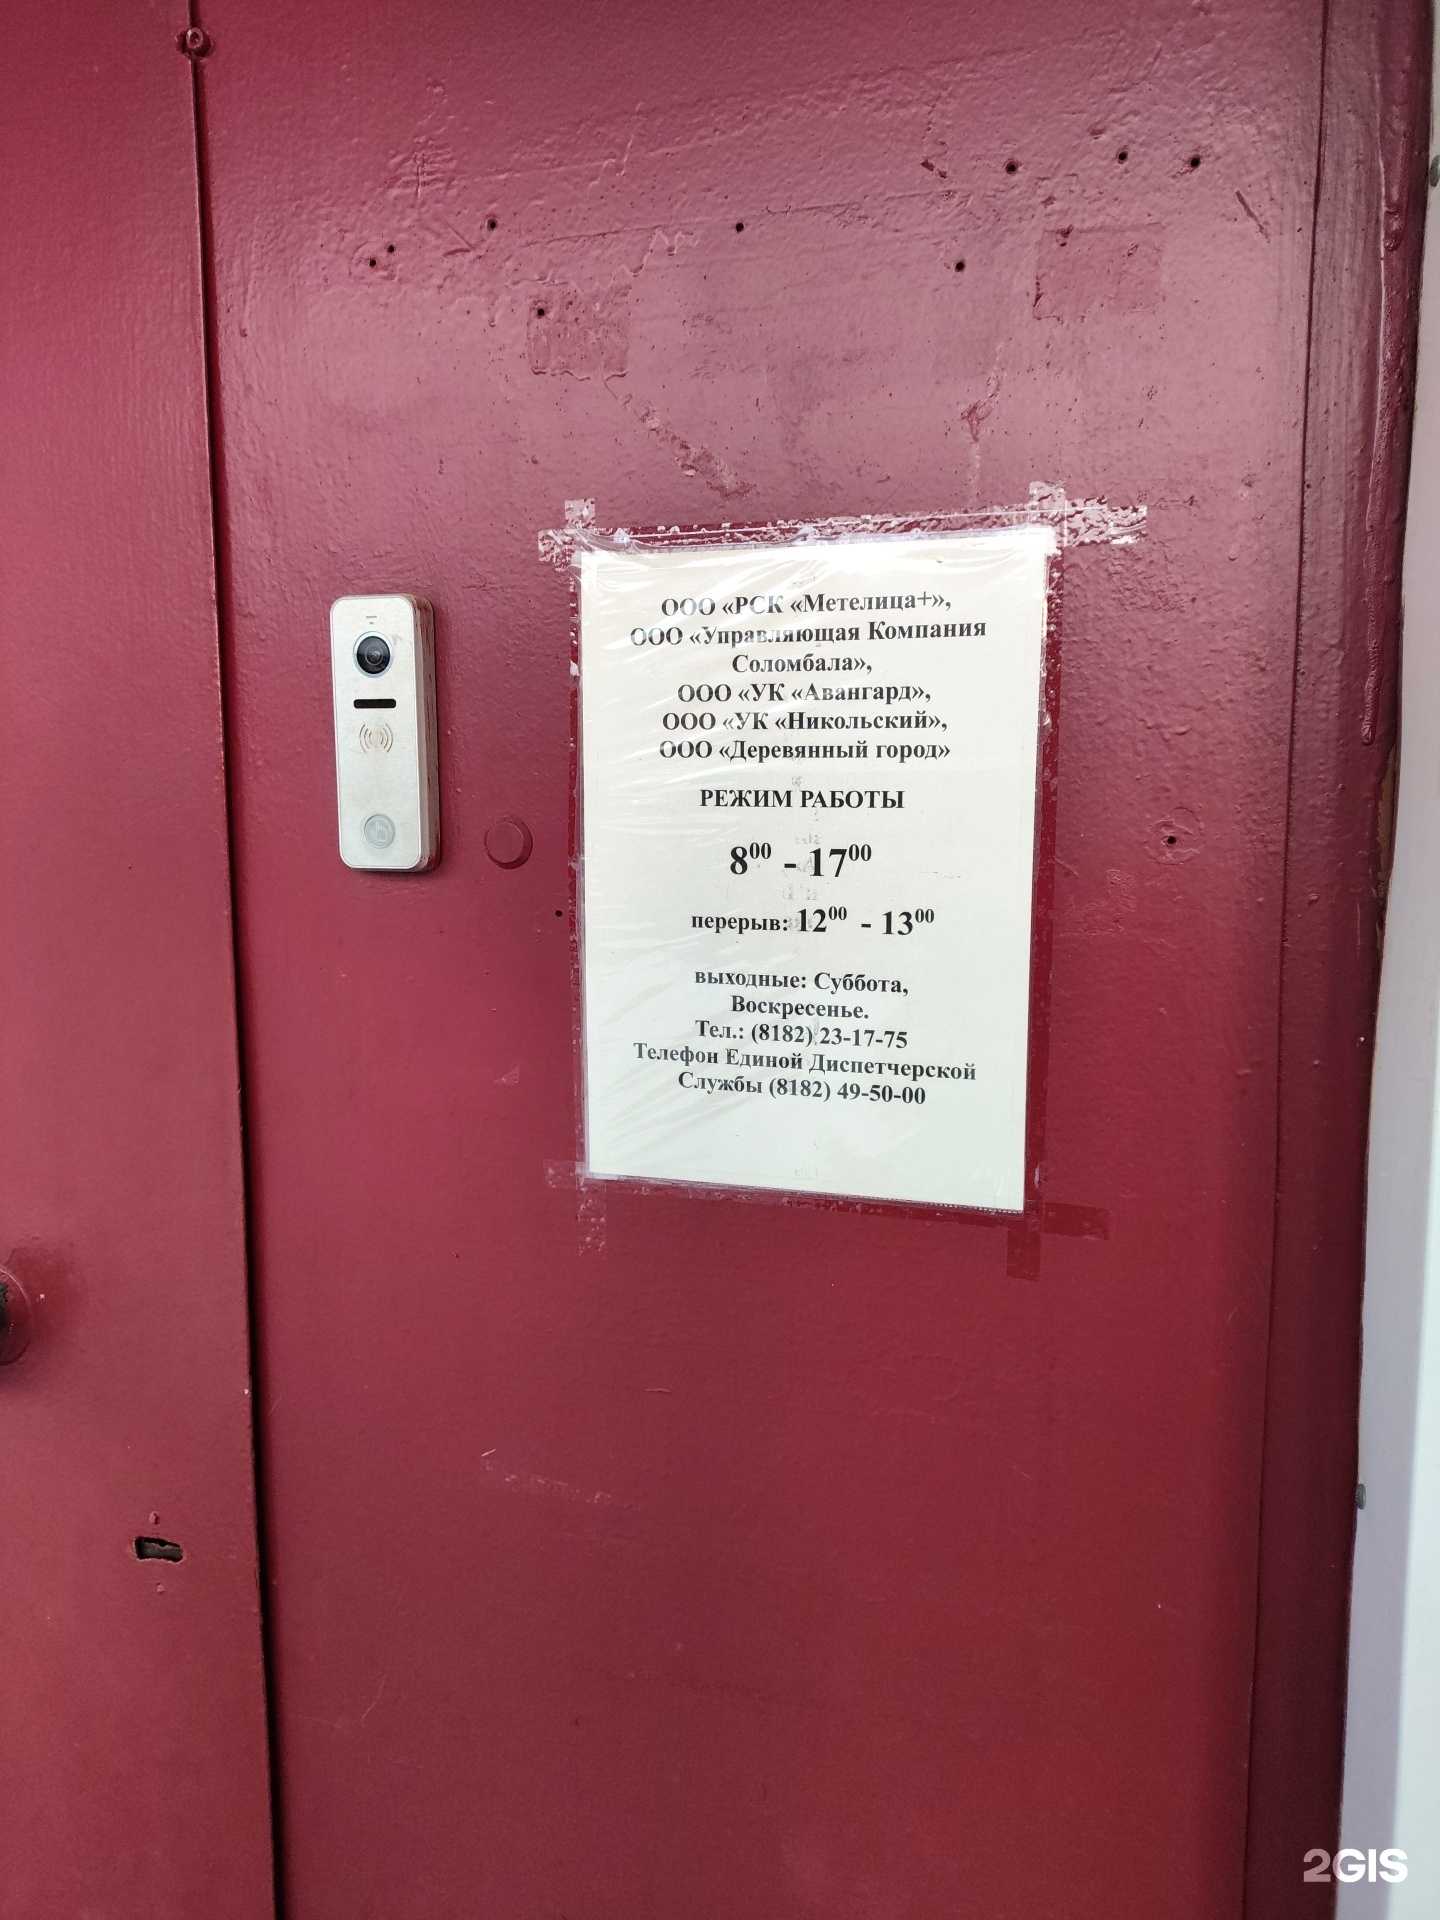 ООО «РСК «Метелица+»,
ООО «Управляющая Компания
Соломбала»,
ООО «УК «Авангард»,
ООО «УК «Никольский»,
ООО «Деревянный город»
РЕЖИМ РАБОТЫ
8⁰⁰ - 17⁰⁰
перерыв: 12⁰⁰ - 13⁰⁰
выходные: Суббота,
Воскресенье.
Тел.: (8182) 23-17-75
Телефон Единой Диспетчерской
Службы (8182) 49-50-00
2GIS